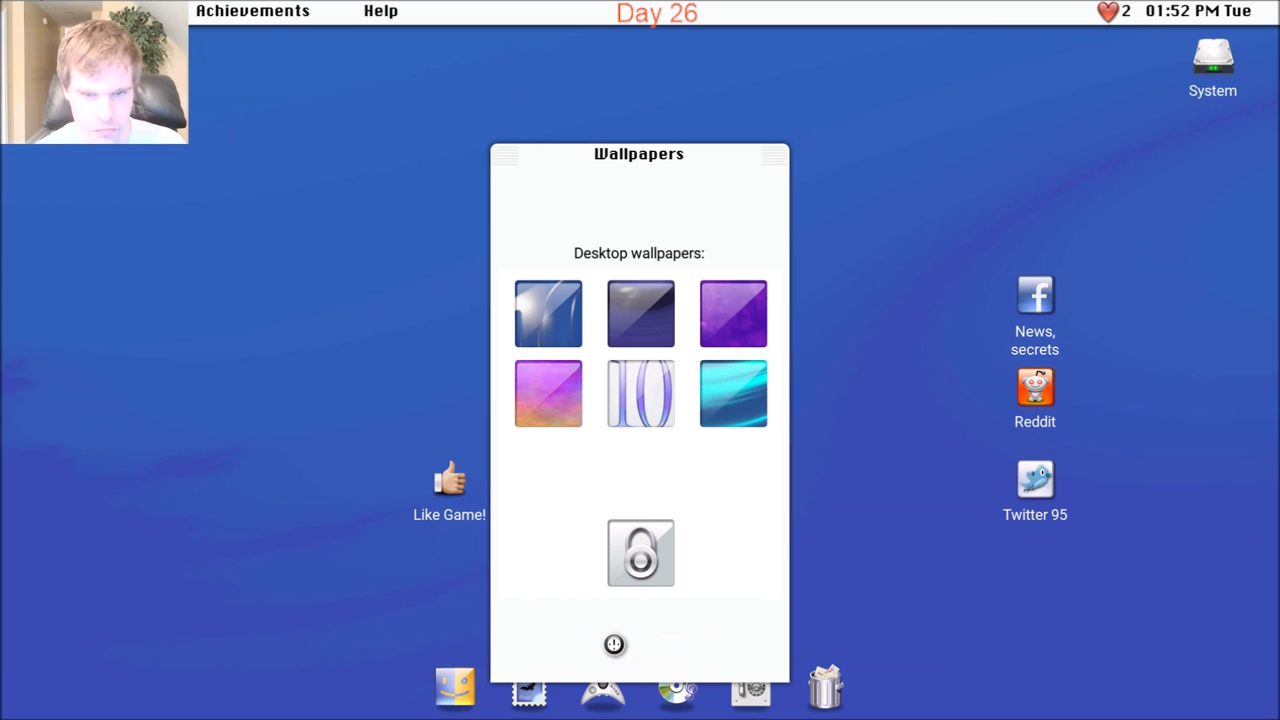 Achievements Help Day 26 2 01:52 PM Tue
System
Wallpapers
Desktop wallpapers:
10
News,
secrets
Reddit
Like Game!
Twitter 95